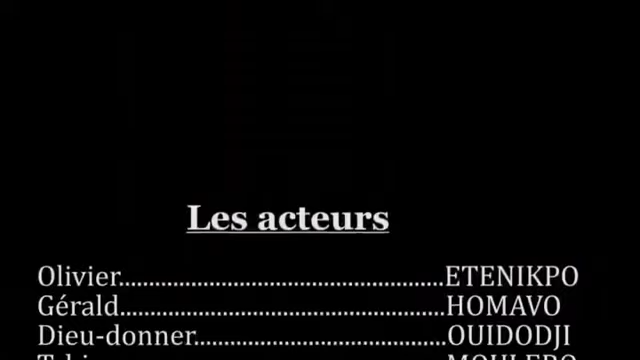 Les acteurs
Olivier.............................................ETENIKPO
Gérald.............................................HOMAVO
Dieu-donner...................................OUIDODJI